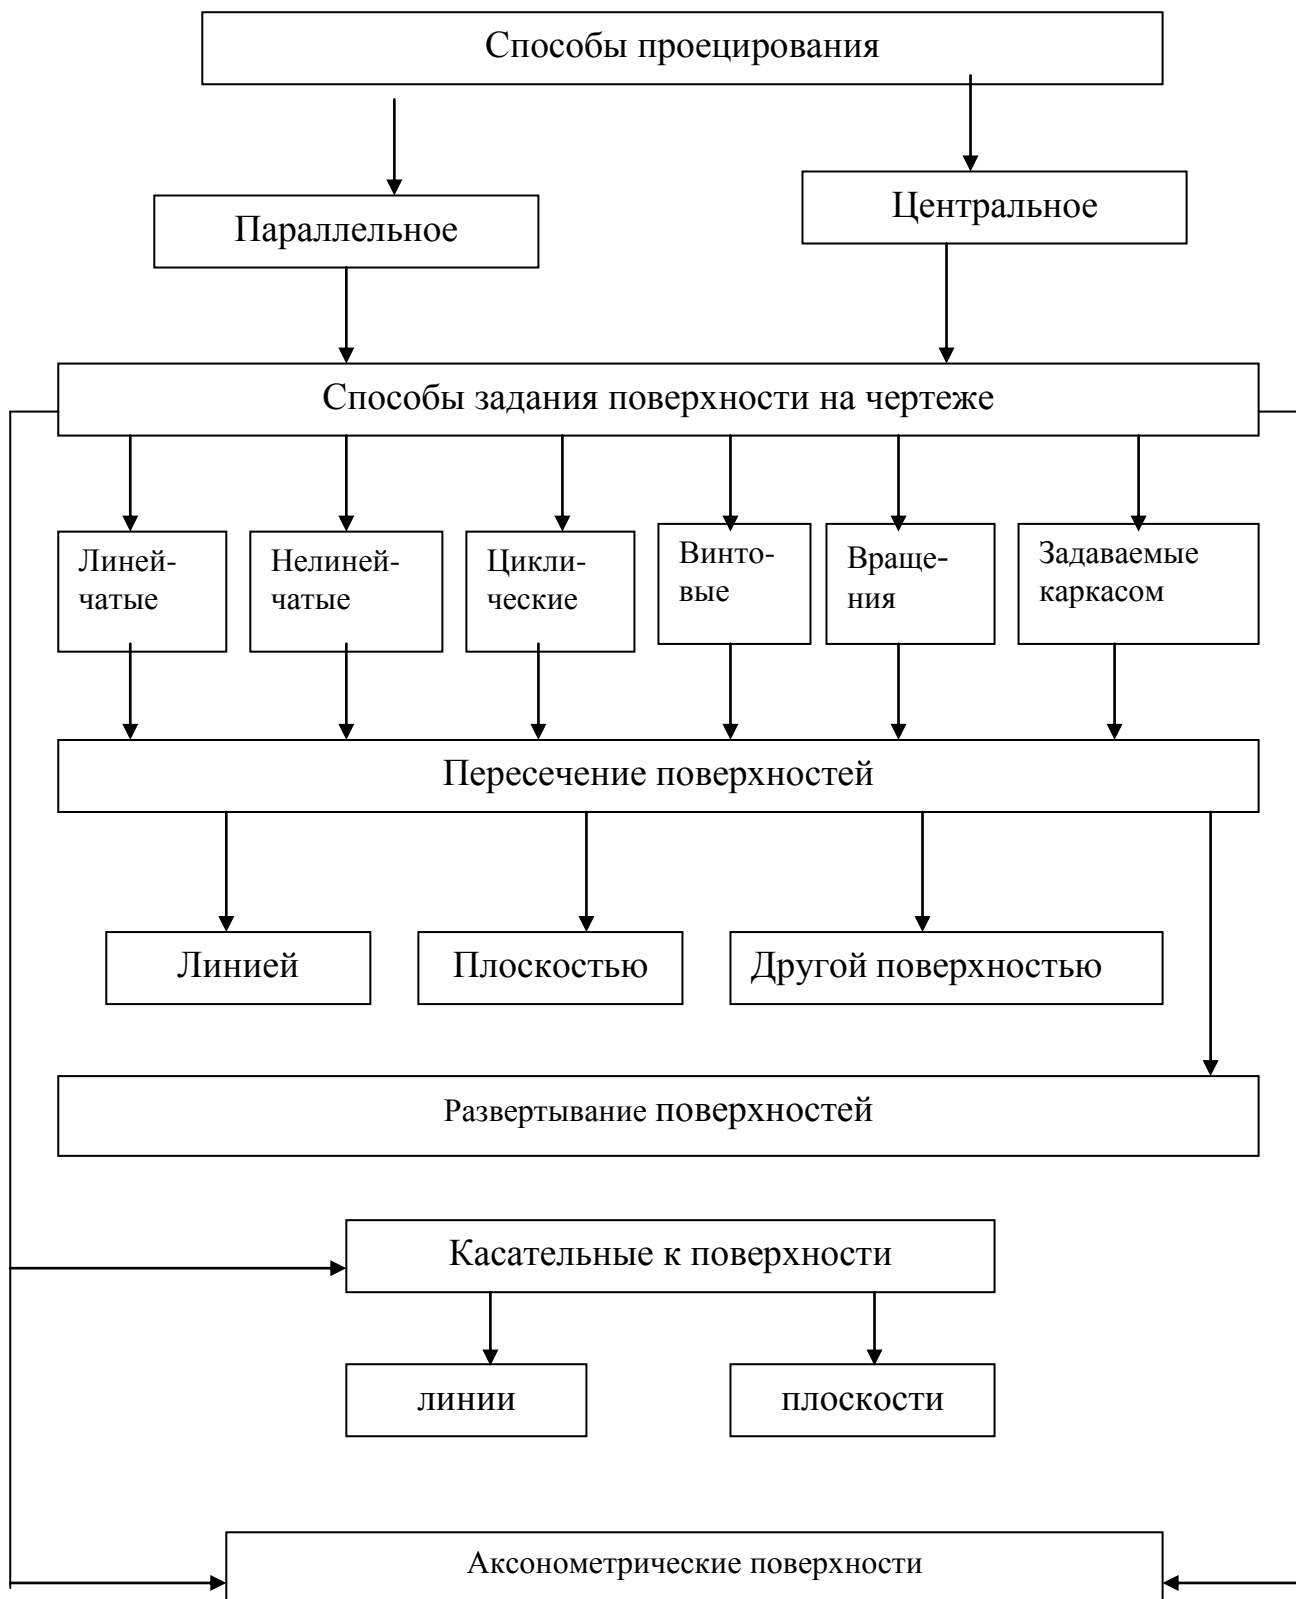 Способы проецирования
Параллельное
Центральное
Способы задания поверхности на чертеже
Линей-
чатые
Нелиней-
чатые
Цикли-
ческие
Винто-
вые
Враще-
ния
Задаваемые
каркасом
Пересечение поверхностей
Линией
Плоскостью
Другой поверхностью
Развертывание поверхностей
Касательные к поверхности
линии
плоскости
Аксонометрические поверхности